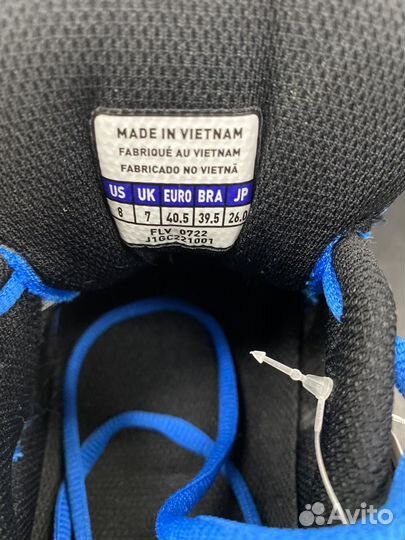 MADE IN VIETNAM
FABRIQUÉ AU VIETNAM
FABRICADO NO VIETNÃ
US UK EURO BRA JP
8 7 40.5 39.5 26.0
FLV 0722
J1GC221001
Avito